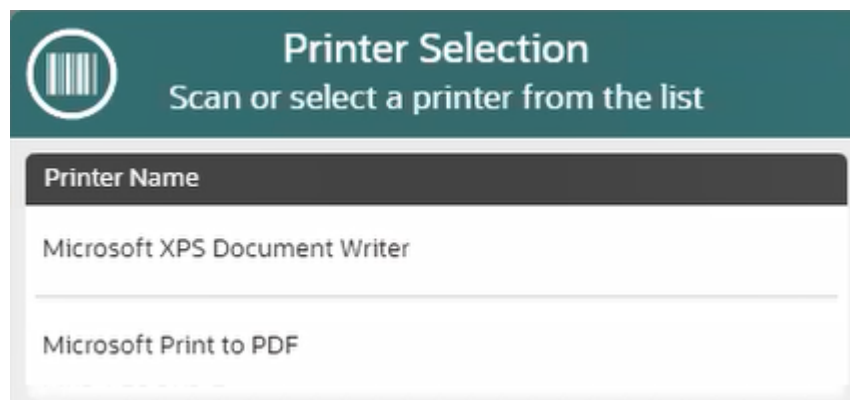 Printer Selection
Scan or select a printer from the list
Printer Name
Microsoft XPS Document Writer
Microsoft Print to PDF